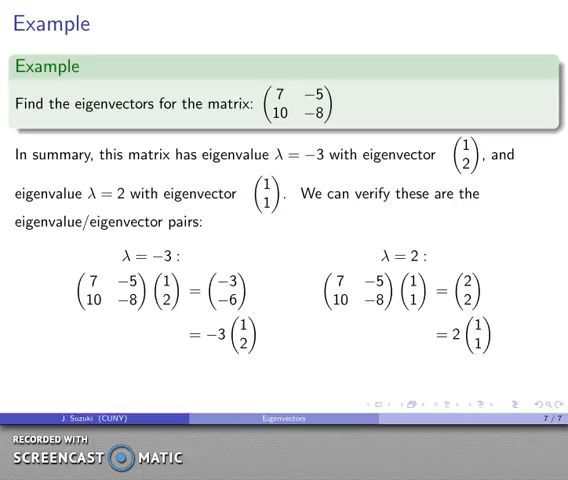 Example
Example
Find the eigenvectors for the matrix: (7 −5
10 −8)
In summary, this matrix has eigenvalue λ = −3 with eigenvector (1
2), and
eigenvalue λ = 2 with eigenvector (1
1). We can verify these are the
eigenvalue/eigenvector pairs:
λ = −3 :
(7 −5
10 −8) (1
2) = (−3
−6)
= −3 (1
2)
λ = 2 :
(7 −5
10 −8) (1
1) = (2
2)
= 2 (1
1)
J. Suzuki (CUNY) Eigenvectors 7 / 7
RECORDED WITH
SCREENCAST MATIC